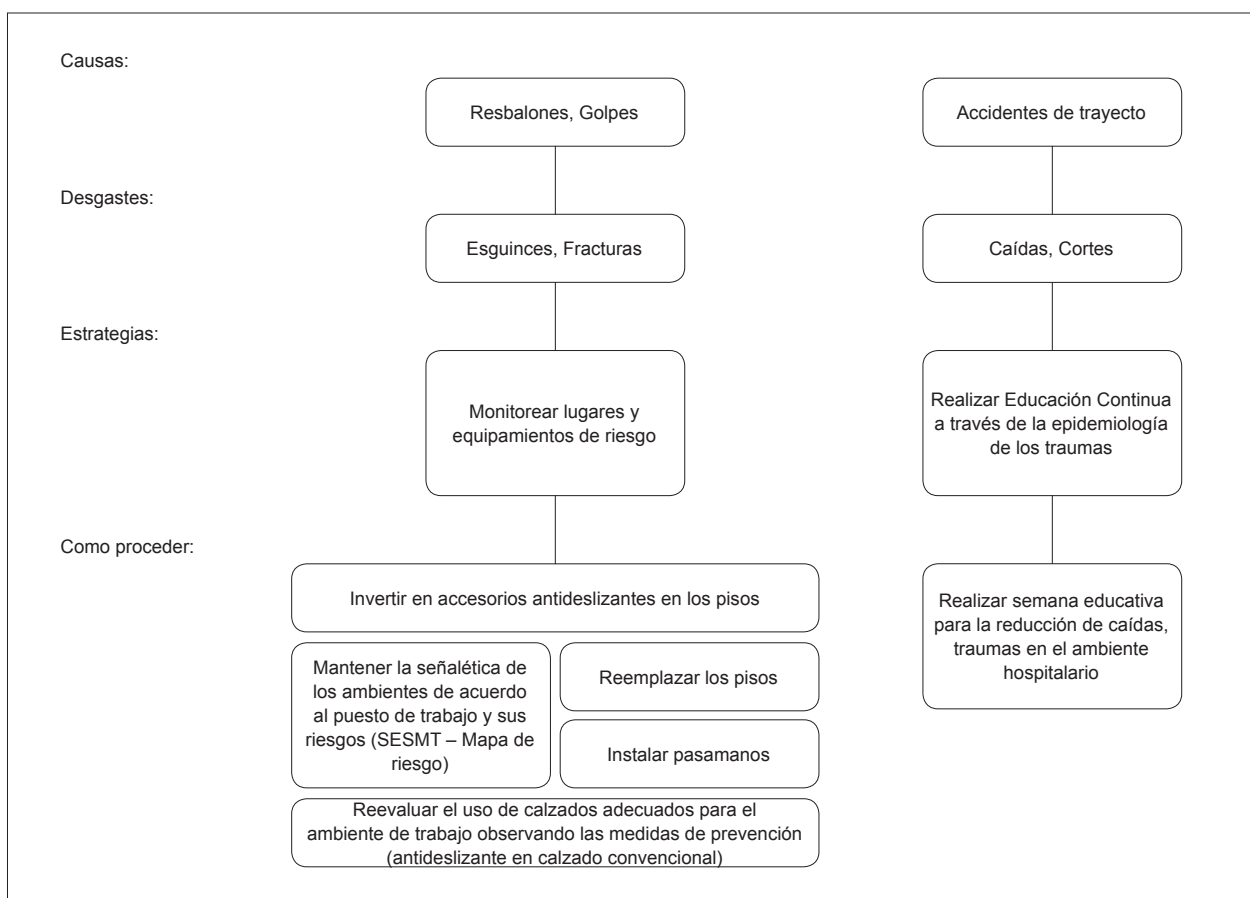 Causas:
Resbalones, Golpes
Accidentes de trayecto
Desgastes:
Esguinces, Fracturas
Caídas, Cortes
Estrategias:
Monitorear lugares y
equipamientos de riesgo
Realizar Educación Continua
a través de la epidemiología
de los traumas
Como proceder:
Invertir en accesorios antideslizantes en los pisos
Mantener la señalética de
los ambientes de acuerdo
al puesto de trabajo y sus
riesgos (SESMT – Mapa de
riesgo)
Reemplazar los pisos
Instalar pasamanos
Reevaluar el uso de calzados adecuados para el
ambiente de trabajo observando las medidas de prevención
(antideslizante en calzado convencional)
Realizar semana educativa
para la reducción de caídas,
traumas en el ambiente
hospitalario